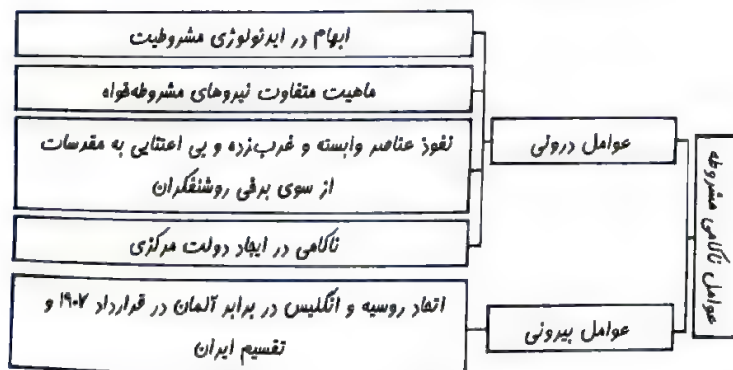 عوامل ناکامی مشروطه
عوامل درونی
ابهام در ایدئولوژی مشروطیت
ماهیت متفاوت نیروهای مشروطه‌خواه
نفوذ عناصر وابسته و غرب‌زده و بی اعتنایی به مقدسات
از سوی برخی روشنفکران
ناکامی در ایجاد دولت مرکزی
عوامل بیرونی
اتحاد روسیه و انگلیس در برابر آلمان در قرارداد ۱۹۰۷ و
تقسیم ایران